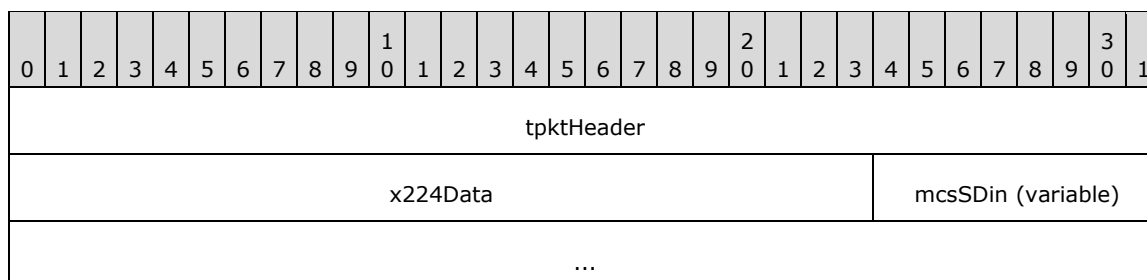 1 2 3
0 1 2 3 4 5 6 7 8 9 0 1 2 3 4 5 6 7 8 9 0 1 2 3 4 5 6 7 8 9 0 1
tpktHeader
x224Data mcsSDin (variable)
...